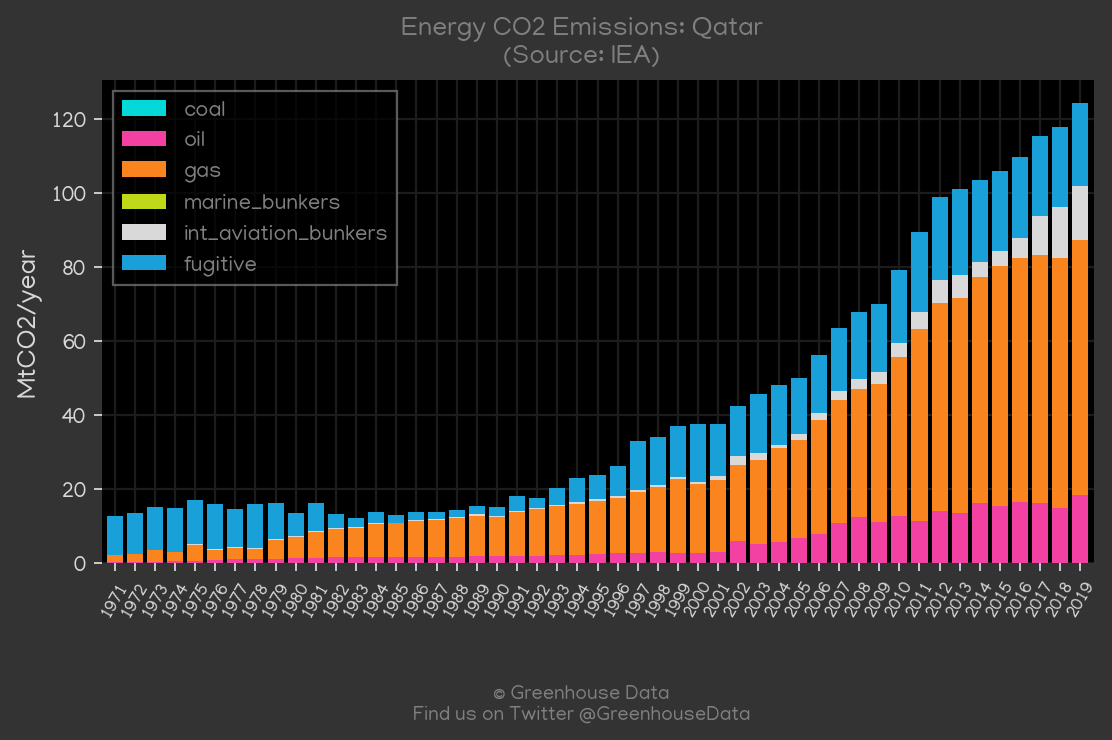 Energy CO2 Emissions: Qatar
(Source: IEA)
coal
oil
gas
marine_bunkers
int_aviation_bunkers
fugitive
MtCO2/year
120
100
80
60
40
20
0
1971 1972 1973 1974 1975 1976 1977 1978 1979 1980 1981 1982 1983 1984 1985 1986 1987 1988 1989 1990 1991 1992 1993 1994 1995 1996 1997 1998 1999 2000 2001 2002 2003 2004 2005 2006 2007 2008 2009 2010 2011 2012 2013 2014 2015 2016 2017 2018 2019
© Greenhouse Data
Find us on Twitter @GreenhouseData